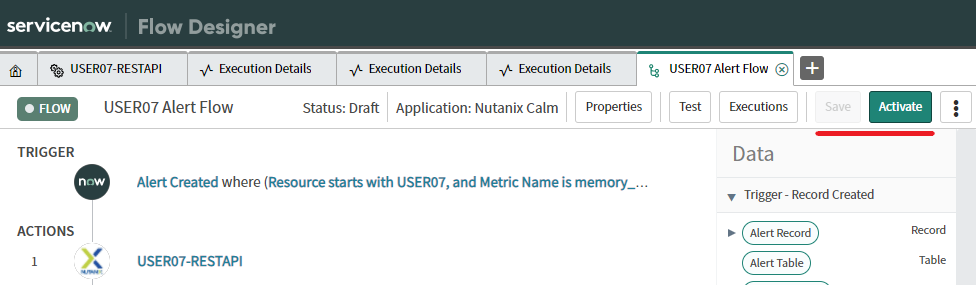 servicenow Flow Designer
USER07-RESTAPI Execution Details Execution Details Execution Details USER07 Alert Flow
FLOW USER07 Alert Flow Status: Draft Application: Nutanix Calm Properties Test Executions Save Activate
TRIGGER
Data
now Alert Created where (Resource starts with USER07, and Metric Name is memory_...
Trigger - Record Created
ACTIONS
Alert Record Record
1 X NUTANIX USER07-RESTAPI
Alert Table Table